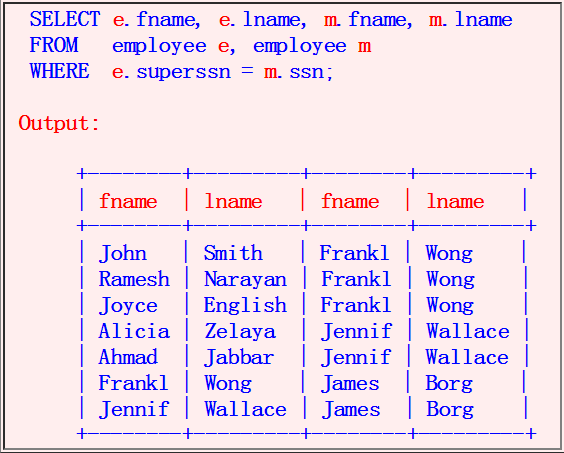 SELECT e.fname, e.lname, m.fname, m.lname
FROM   employee e, employee m
WHERE  e.superssn = m.ssn;
Output:
+--------+---------+--------+---------+
| fname  | lname   | fname  | lname   |
+--------+---------+--------+---------+
| John   | Smith   | Frankl | Wong    |
| Ramesh | Narayan | Frankl | Wong    |
| Joyce  | English | Frankl | Wong    |
| Alicia | Zelaya  | Jennif | Wallace |
| Ahmad  | Jabbar  | Jennif | Wallace |
| Frankl | Wong    | James  | Borg    |
| Jennif | Wallace | James  | Borg    |
+--------+---------+--------+---------+